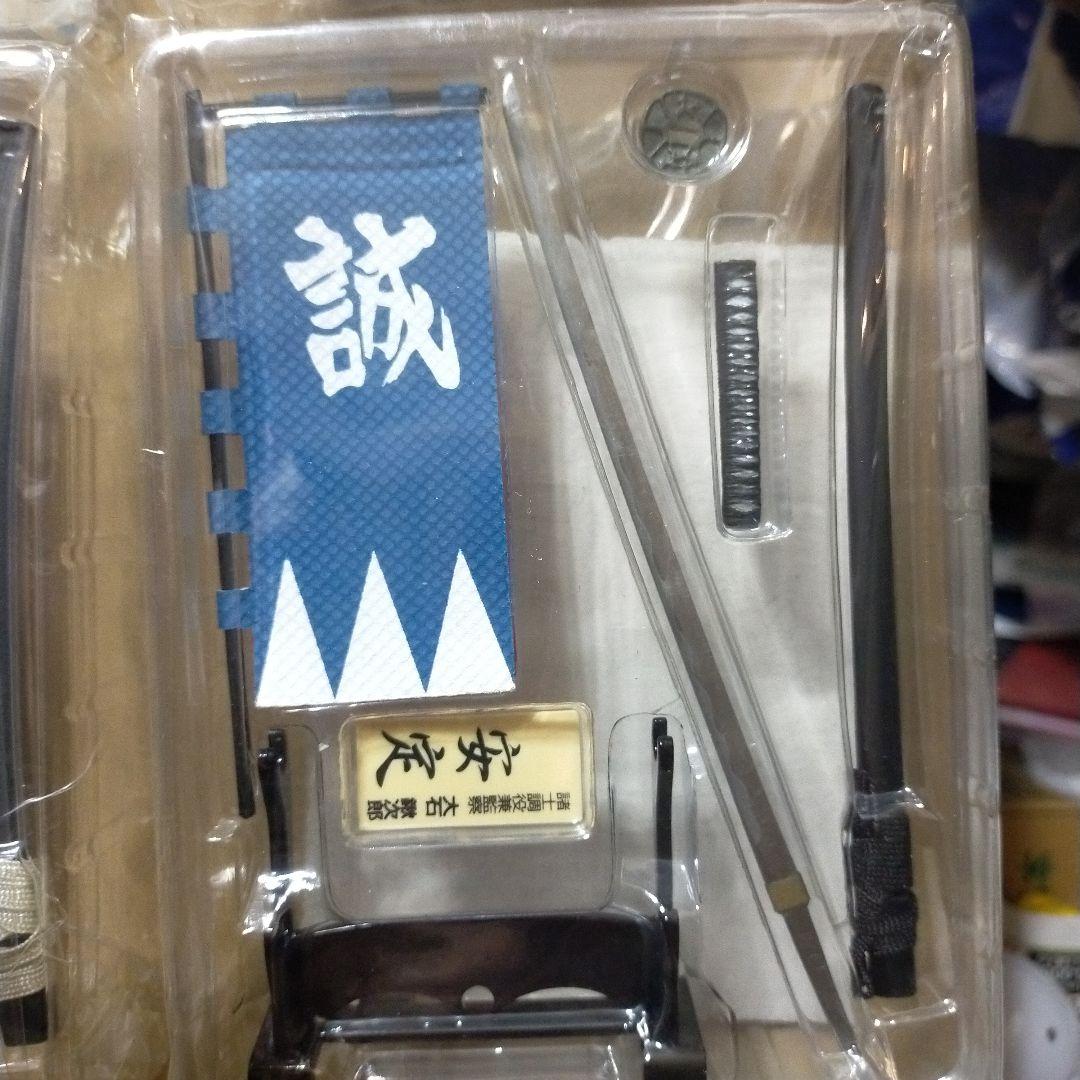 誠
安定
諸士調役兼監察 大石 鍬次郎